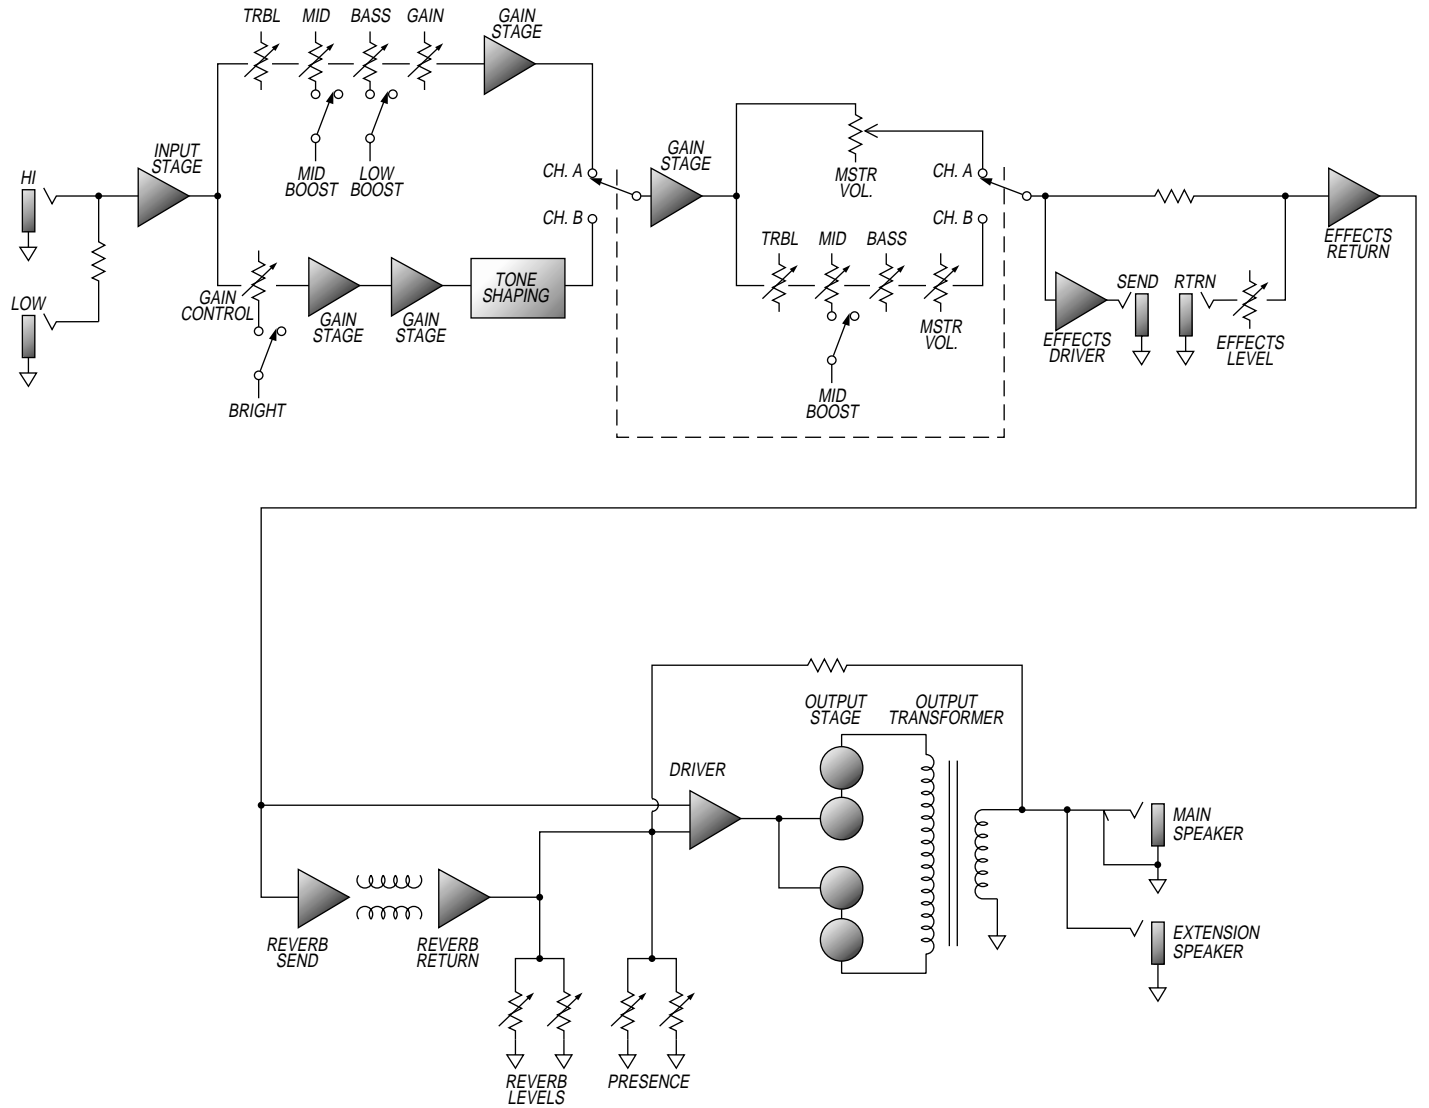 TRBL
MID
BASS
GAIN
GAIN
STAGE
INPUT
STAGE
HI
LOW
MID
BOOST
LOW
BOOST
CH. A
CH. B
GAIN
CONTROL
GAIN
STAGE
GAIN
STAGE
TONE
SHAPING
BRIGHT
GAIN
STAGE
MSTR
VOL.
CH. A
CH. B
TRBL
MID
BASS
MSTR
VOL.
MID
BOOST
EFFECTS
DRIVER
SEND
RTRN
EFFECTS
LEVEL
EFFECTS
RETURN
OUTPUT
STAGE
OUTPUT
TRANSFORMER
DRIVER
MAIN
SPEAKER
REVERB
SEND
REVERB
RETURN
EXTENSION
SPEAKER
REVERB
LEVELS
PRESENCE